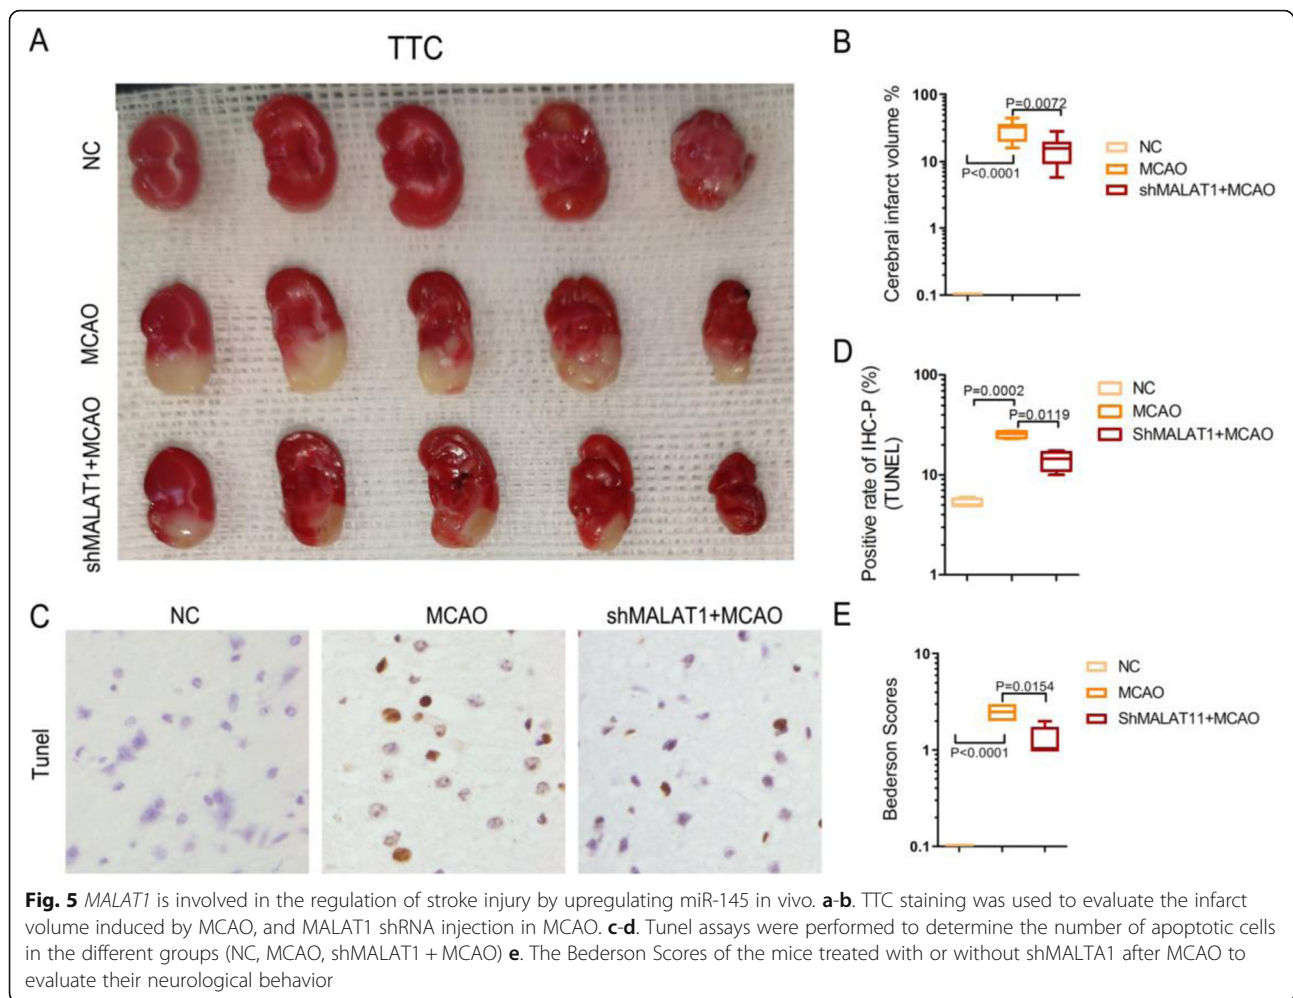 A
TTC
NC
MCAO
shMALAT1+MCAO
B
Cerebral infarct volume %
100
10
1
0.1
P=0.0072
P<0.0001
NC
MCAO
shMALAT1+MCAO
C
NC
MCAO
shMALAT1+MCAO
Tunel
D
Positive rate of IHC-P (%)
(TUNEL)
100
10
1
P=0.0002
P=0.0119
NC
MCAO
ShMALAT1+MCAO
E
Bederson Scores
10
1
0.1
P=0.0154
P<0.0001
NC
MCAO
ShMALAT11+MCAO
Fig. 5 MALAT1 is involved in the regulation of stroke injury by upregulating miR-145 in vivo. a-b. TTC staining was used to evaluate the infarct
volume induced by MCAO, and MALAT1 shRNA injection in MCAO. c-d. Tunel assays were performed to determine the number of apoptotic cells
in the different groups (NC, MCAO, shMALAT1 + MCAO) e. The Bederson Scores of the mice treated with or without shMALTA1 after MCAO to
evaluate their neurological behavior